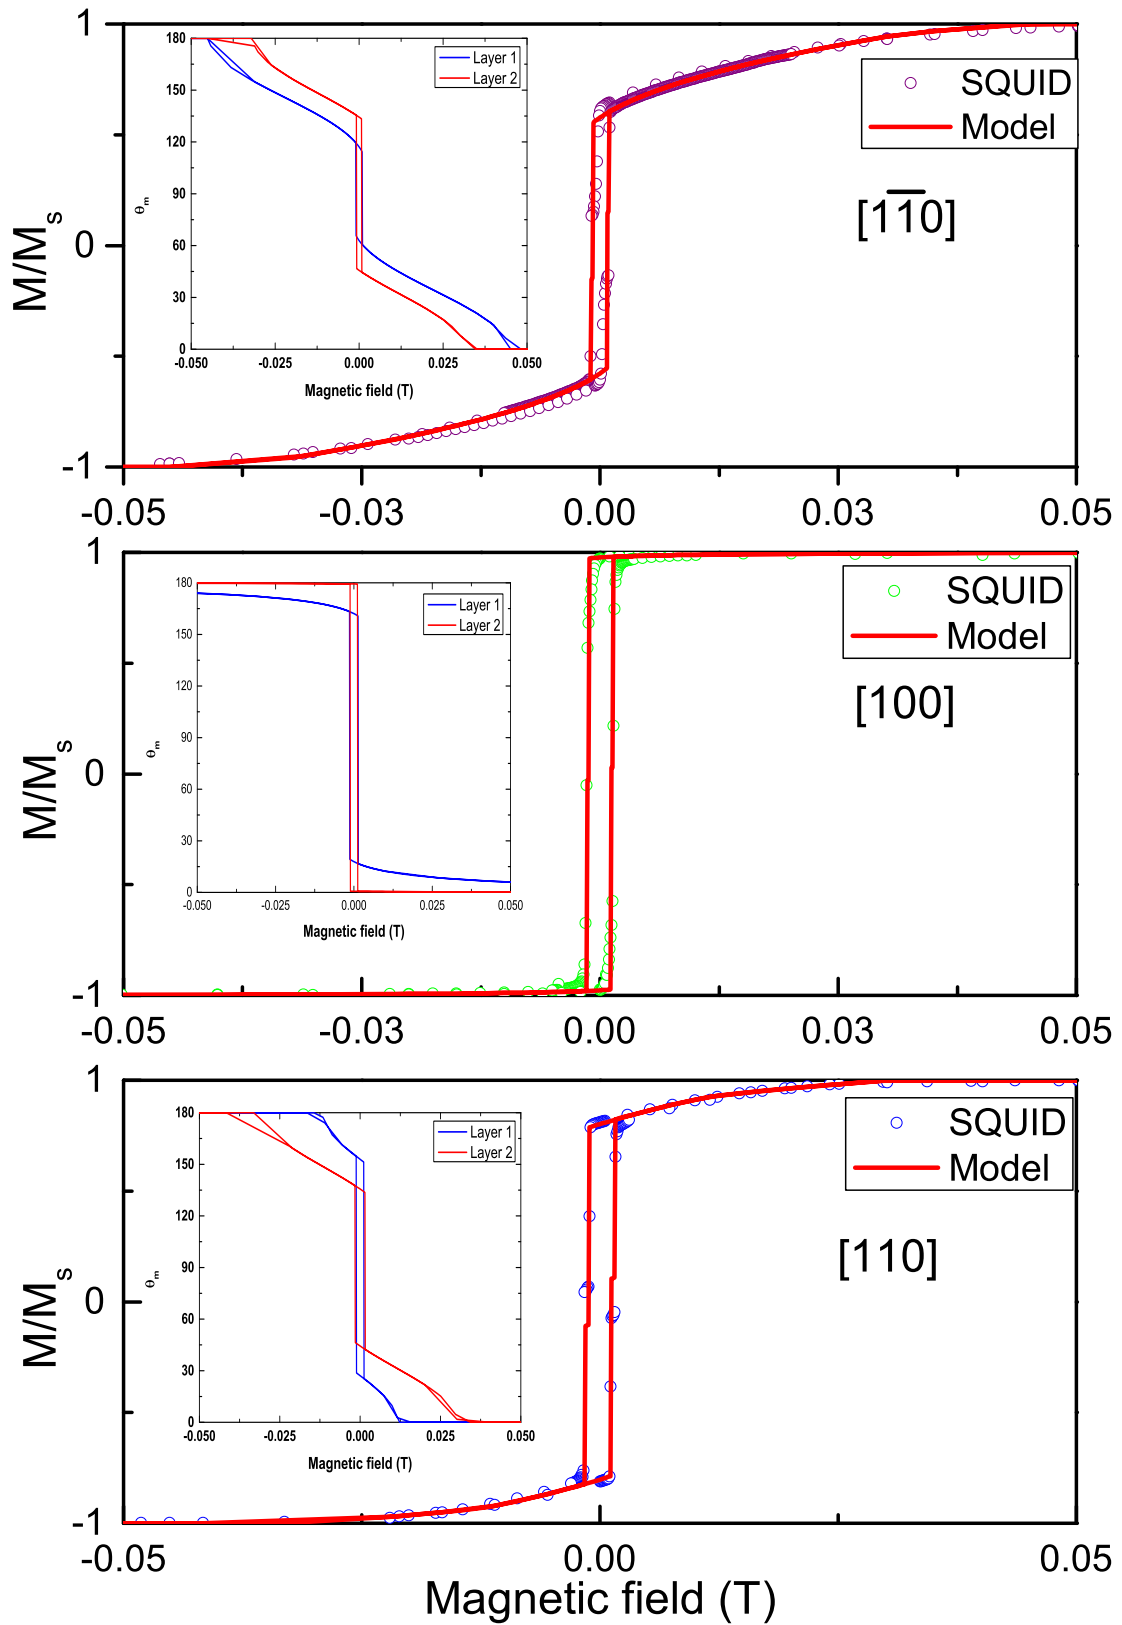 1
0
-1
M/Ms
-0.05
-0.03
0.00
0.03
0.05
SQUID
Model
[11̅0]
180
150
120
90
60
30
0
θm
-0.050
-0.025
0.000
0.025
0.050
Magnetic field (T)
Layer 1
Layer 2
1
0
-1
M/Ms
-0.05
-0.03
0.00
0.03
0.05
SQUID
Model
[100]
180
150
120
90
60
30
0
θm
-0.050
-0.025
0.000
0.025
0.050
Magnetic field (T)
Layer 1
Layer 2
1
0
-1
M/Ms
-0.05
0.00
0.05
SQUID
Model
[110]
180
150
120
90
60
30
0
θm
-0.050
-0.025
0.000
0.025
0.050
Magnetic field (T)
Layer 1
Layer 2
Magnetic field (T)